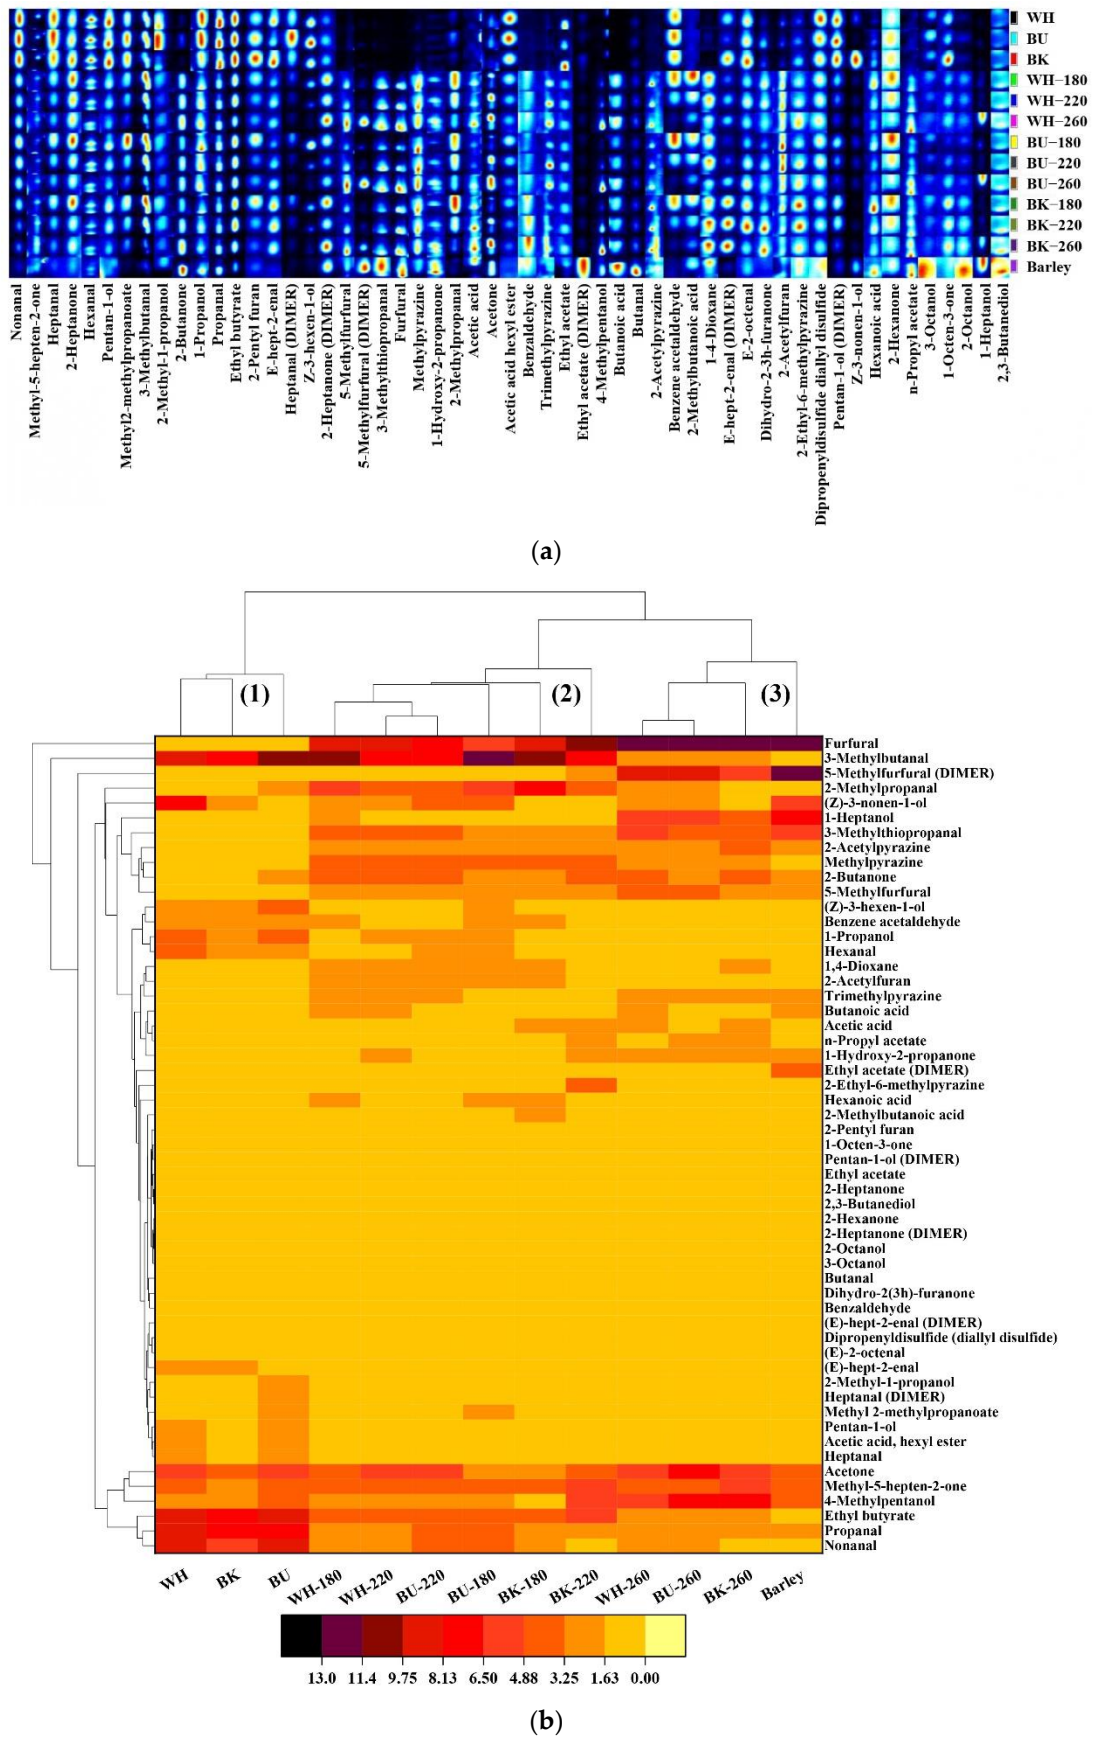 WH
BU
BK
WH−180
WH−220
WH−260
BU−180
BU−220
BU−260
BK−180
BK−220
BK−260
Barley
Nonanal
Methyl-5-hepten-2-one
Heptanal
2-Heptanone
Hexanal
Pentan-1-ol
Methyl2-methylpropanoate
3-Methylbutanal
2-Methyl-1-propanol
2-Butanone
1-Propanol
Propanal
Ethyl butyrate
2-Pentyl furan
E-hept-2-enal
Heptanal (DIMER)
Z-3-hexen-1-ol
2-Heptanone (DIMER)
5-Methylfurfural
5-Methylfurfural (DIMER)
3-Methylthiopropanal
Furfural
Methylpyrazine
1-Hydroxy-2-propanone
2-Methylpropanal
Acetic acid
Acetone
Acetic acid hexyl ester
Benzaldehyde
Trimethylpyrazine
Ethyl acetate
Ethyl acetate (DIMER)
4-Methylpentanol
Butanoic acid
Butanal
2-Acetylpyrazine
Benzene acetaldehyde
2-Methylbutanoic acid
1-4-Dioxane
E-hept-2-enal (DIMER)
E-2-octenal
Dihydro-2-3h-furanone
2-Acetylfuran
2-Ethyl-6-methylpyrazine
Dipropenyldisulfide diallyl disulfide
Pentan-1-ol (DIMER)
Z-3-nonen-1-ol
Hexanoic acid
2-Hexanone
n-Propyl acetate
3-Octanol
1-Octen-3-one
2-Octanol
1-Heptanol
2,3-Butanediol
(a)
(1)
(2)
(3)
Furfural
3-Methylbutanal
5-Methylfurfural (DIMER)
2-Methylpropanal
(Z)-3-nonen-1-ol
1-Heptanol
3-Methylthiopropanal
2-Acetylpyrazine
Methylpyrazine
2-Butanone
5-Methylfurfural
(Z)-3-hexen-1-ol
Benzene acetaldehyde
1-Propanol
Hexanal
1,4-Dioxane
2-Acetylfuran
Trimethylpyrazine
Butanoic acid
Acetic acid
n-Propyl acetate
1-Hydroxy-2-propanone
Ethyl acetate (DIMER)
2-Ethyl-6-methylpyrazine
Hexanoic acid
2-Methylbutanoic acid
2-Pentyl furan
1-Octen-3-one
Pentan-1-ol (DIMER)
Ethyl acetate
2-Heptanone
2,3-Butanediol
2-Hexanone
2-Heptanone (DIMER)
2-Octanol
3-Octanol
Butanal
Dihydro-2(3h)-furanone
Benzaldehyde
(E)-hept-2-enal (DIMER)
Dipropenyldisulfide (diallyl disulfide)
(E)-2-octenal
(E)-hept-2-enal
2-Methyl-1-propanol
Heptanal (DIMER)
Methyl 2-methylpropanoate
Pentan-1-ol
Acetic acid, hexyl ester
Heptanal
Acetone
Methyl-5-hepten-2-one
4-Methylpentanol
Ethyl butyrate
Propanal
Nonanal
WH
BK
BU
WH-180
WH-220
BU-220
BU-180
BK-180
BK-220
WH-260
BU-260
BK-260
Barley
13.0 11.4 9.75 8.13 6.50 4.88 3.25 1.63 0.00
(b)